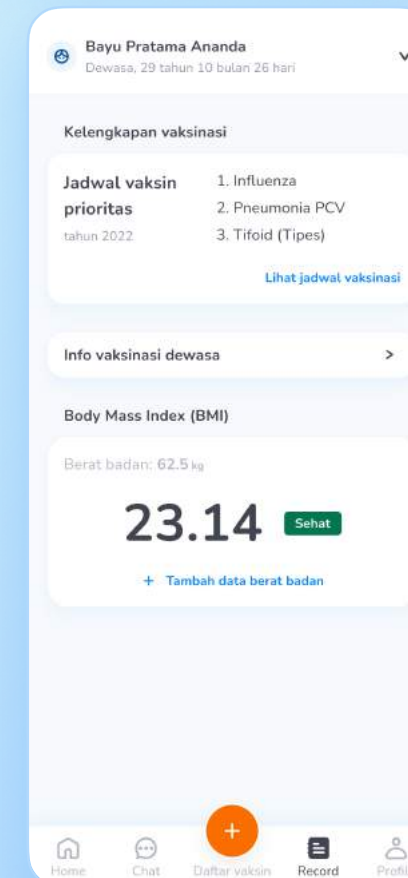 Bayu Pratama Ananda
Dewasa, 29 tahun 10 bulan 26 hari
Kelengkapan vaksinasi
Jadwal vaksin prioritas
tahun 2022
1. Influenza
2. Pneumonia PCV
3. Tifoid (Tipes)
Lihat jadwal vaksinasi
Info vaksinasi dewasa >
Body Mass Index (BMI)
Berat badan: 62.5 kg
23.14 Sehat
+ Tambah data berat badan
+
Home Chat Daftar vaksin Record Profil